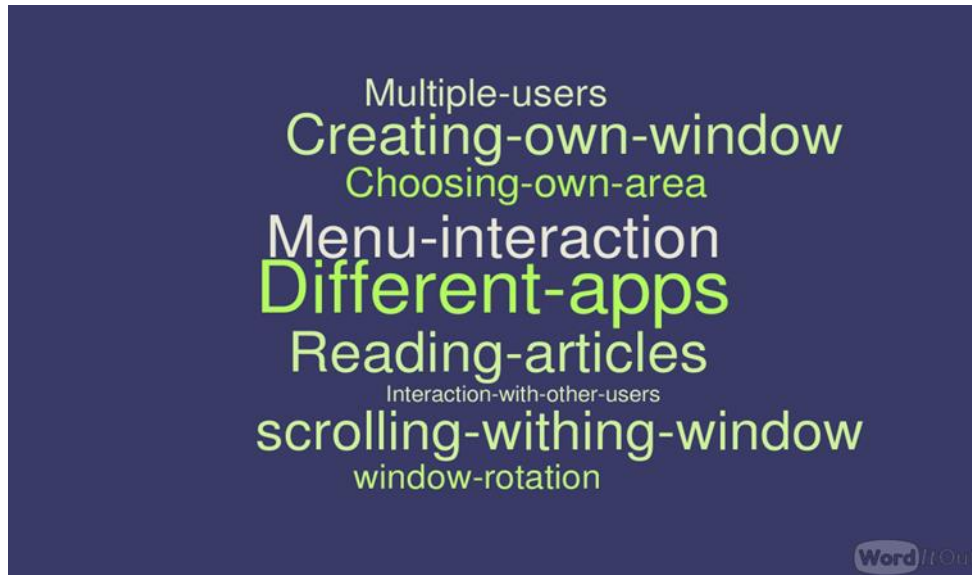 Multiple-users
Creating-own-window
Choosing-own-area
Menu-interaction
Different-apps
Reading-articles
Interaction-with-other-users
scrolling-withing-window
window-rotation
WordItOu